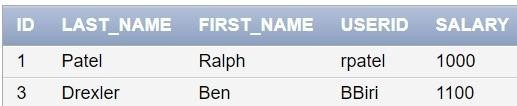 ID LAST_NAME FIRST_NAME USERID SALARY
1 Patel Ralph rpatel 1000
3 Drexler Ben BBiri 1100